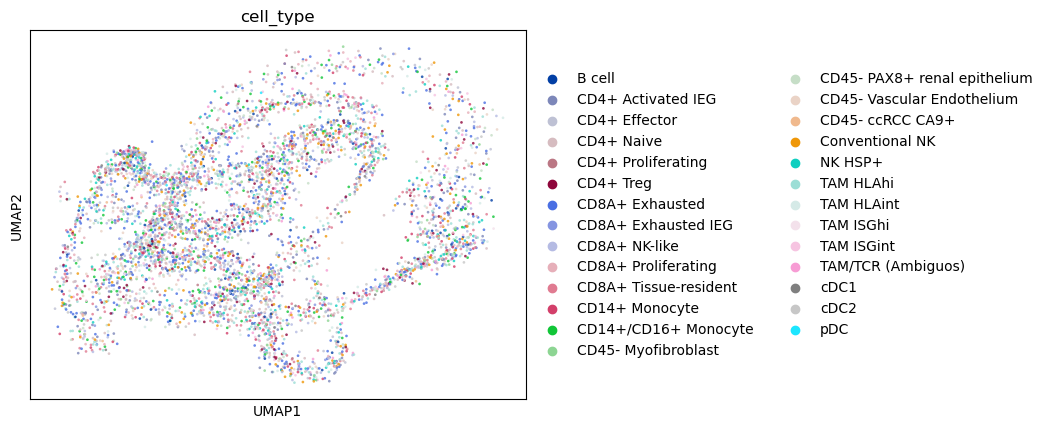 cell_type
UMAP2
UMAP1
B cell
CD4+ Activated IEG
CD4+ Effector
CD4+ Naive
CD4+ Proliferating
CD4+ Treg
CD8A+ Exhausted
CD8A+ Exhausted IEG
CD8A+ NK-like
CD8A+ Proliferating
CD8A+ Tissue-resident
CD14+ Monocyte
CD14+/CD16+ Monocyte
CD45- Myofibroblast
CD45- PAX8+ renal epithelium
CD45- Vascular Endothelium
CD45- ccRCC CA9+
Conventional NK
NK HSP+
TAM HLAhi
TAM HLAint
TAM ISGhi
TAM ISGint
TAM/TCR (Ambiguos)
cDC1
cDC2
pDC